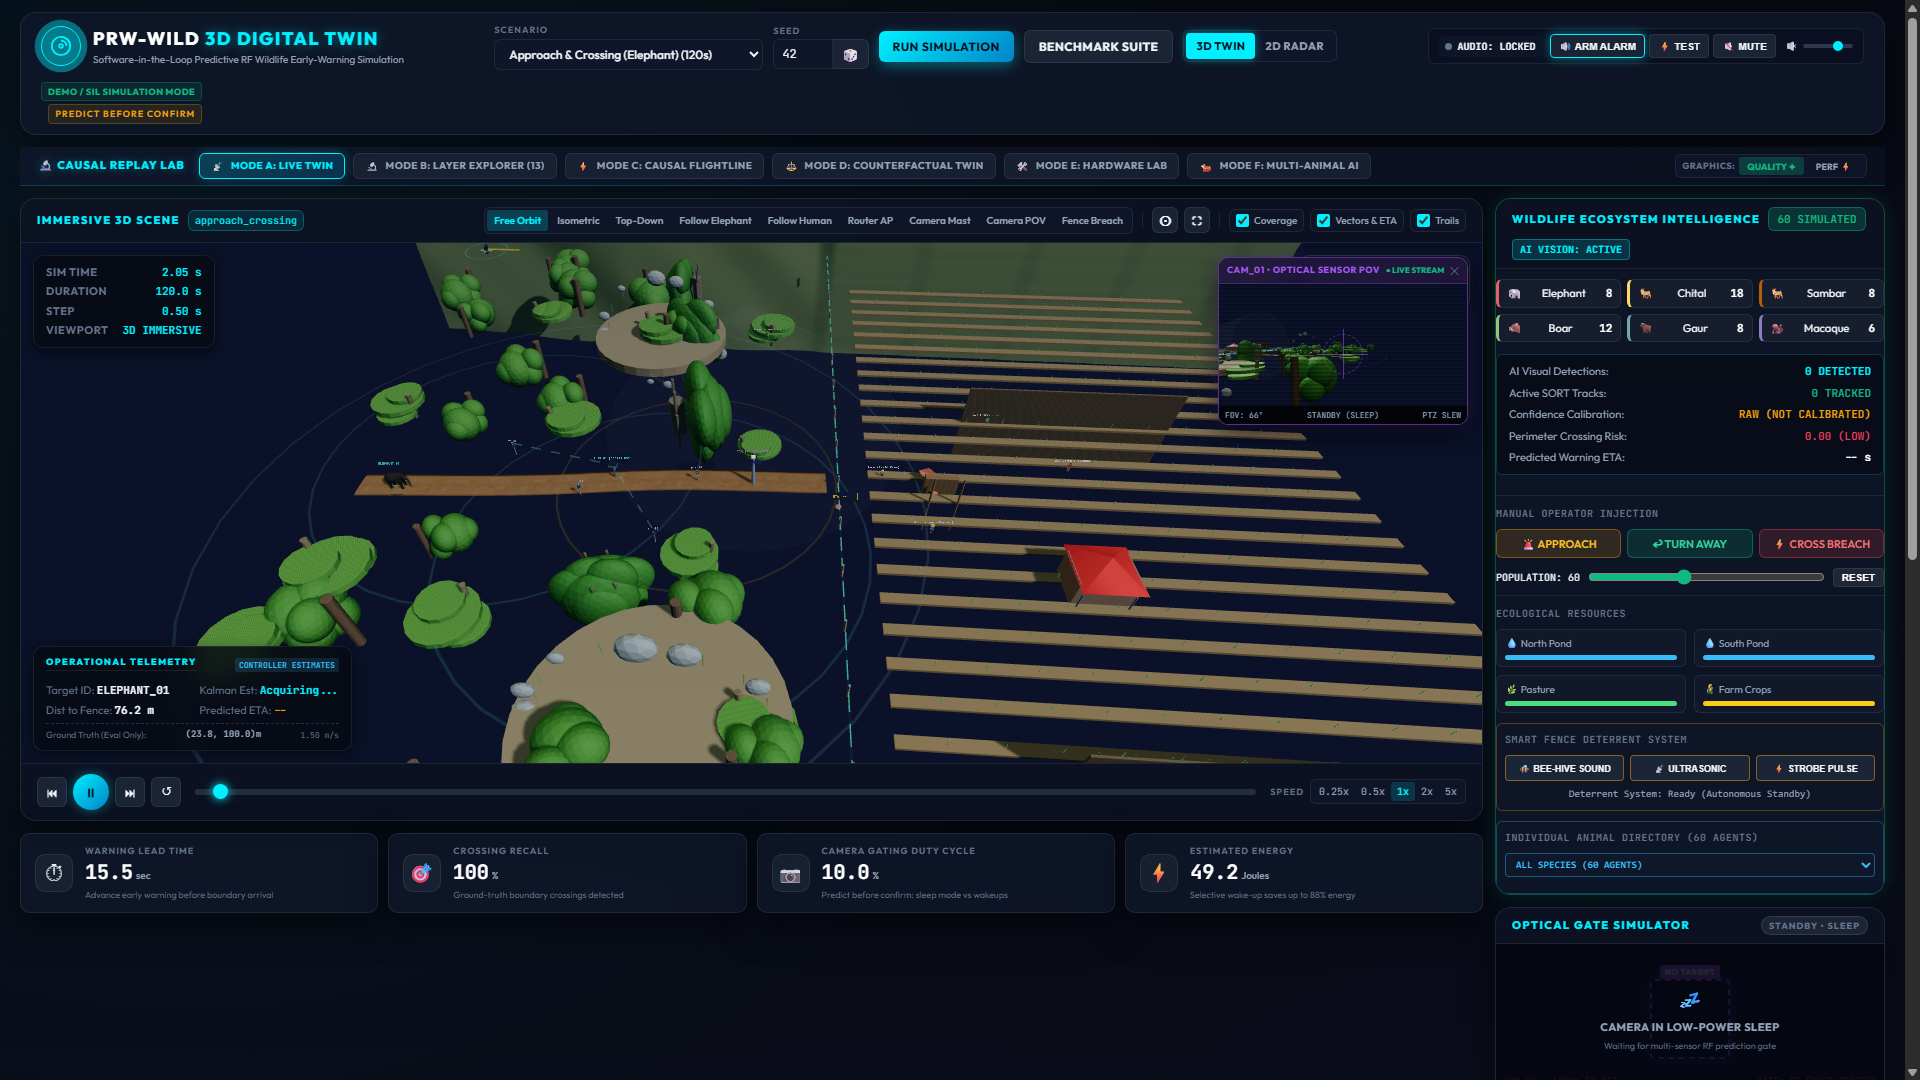 PRW-WILD 3D DIGITAL TWIN
Software-in-the-Loop Predictive RF Wildlife Early-Warning Simulation
DEMO / SIL SIMULATION MODE
PREDICT BEFORE CONFIRM
SCENARIO
Approach & Crossing (Elephant) (120s)
SEED
42
RUN SIMULATION
BENCHMARK SUITE
3D TWIN
2D RADAR
AUDIO: LOCKED
ARM ALARM
TEST
MUTE
CAUSAL REPLAY LAB
MODE A: LIVE TWIN
MODE B: LAYER EXPLORER (13)
MODE C: CAUSAL FLIGHTLINE
MODE D: COUNTERFACTUAL TWIN
MODE E: HARDWARE LAB
MODE F: MULTI-ANIMAL AI
GRAPHICS:
QUALITY
PERF
IMMERSIVE 3D SCENE
approach_crossing
Free Orbit
Isometric
Top-Down
Follow Elephant
Follow Human
Router AP
Camera Mast
Camera POV
Fence Breach
Coverage
Vectors & ETA
Trails
SIM TIME 2.05 s
DURATION 120.0 s
STEP 0.50 s
VIEWPORT 3D IMMERSIVE
CAM_01 • OPTICAL SENSOR POV
• LIVE STREAM
FOV: 66°
STANDBY (SLEEP)
PTZ SLEW
OPERATIONAL TELEMETRY
CONTROLLER ESTIMATES
Target ID: ELEPHANT_01
Kalman Est: Acquiring...
Dist to Fence: 76.2 m
Predicted ETA: --
Ground Truth (Eval Only): (23.8, 100.0)m 1.50 m/s
SPEED
0.25x
0.5x
1x
2x
5x
WARNING LEAD TIME
15.5 sec
Advance early warning before boundary arrival
CROSSING RECALL
100 %
Ground-truth boundary crossings detected
CAMERA GATING DUTY CYCLE
10.0 %
Predict before confirm: sleep mode vs wakeups
ESTIMATED ENERGY
49.2 Joules
Selective wake-up saves up to 88% energy
WILDLIFE ECOSYSTEM INTELLIGENCE
60 SIMULATED
AI VISION: ACTIVE
Elephant 8
Chital 18
Sambar 8
Boar 12
Gaur 8
Macaque 6
AI Visual Detections: 0 DETECTED
Active SORT Tracks: 0 TRACKED
Confidence Calibration: RAW (NOT CALIBRATED)
Perimeter Crossing Risk: 0.00 (LOW)
Predicted Warning ETA: -- s
MANUAL OPERATOR INJECTION
APPROACH
TURN AWAY
CROSS BREACH
POPULATION: 60
RESET
ECOLOGICAL RESOURCES
North Pond
South Pond
Pasture
Farm Crops
SMART FENCE DETERRENT SYSTEM
BEE-HIVE SOUND
ULTRASONIC
STROBE PULSE
Deterrent System: Ready (Autonomous Standby)
INDIVIDUAL ANIMAL DIRECTORY (60 AGENTS)
ALL SPECIES (60 AGENTS)
OPTICAL GATE SIMULATOR
STANDBY • SLEEP
NO TARGET
CAMERA IN LOW-POWER SLEEP
Waiting for multi-sensor RF prediction gate